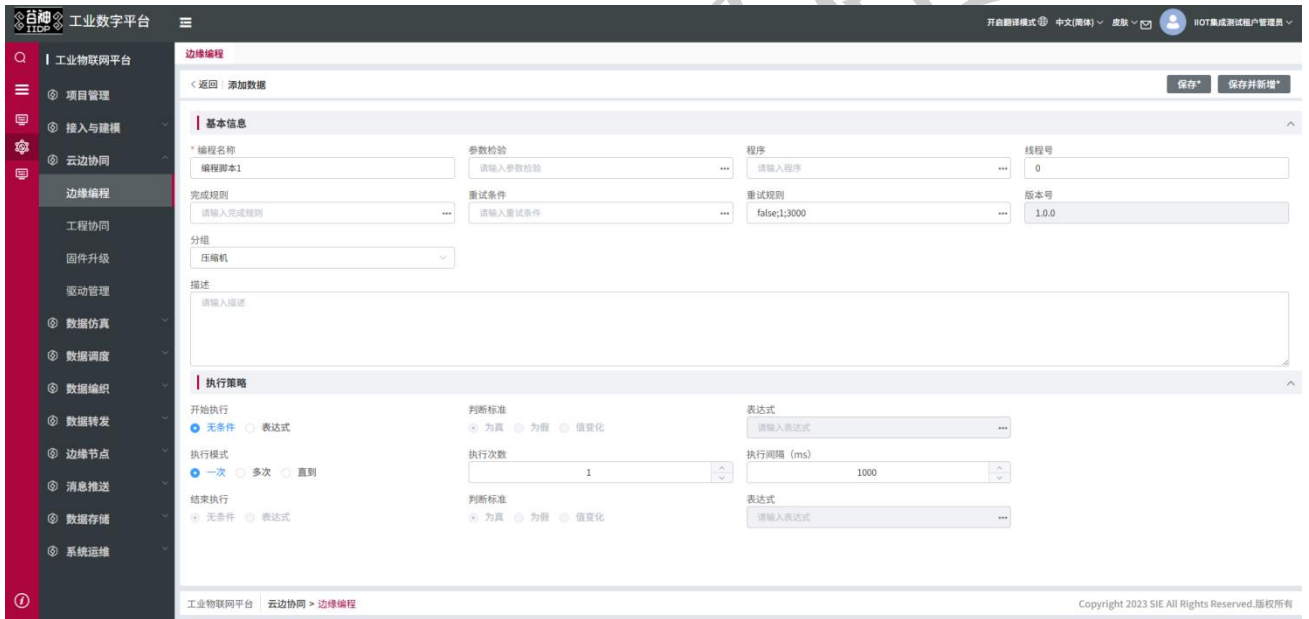 谷神 IIDP 工业数字平台 开启翻译模式 中文(简体) 皮肤 IIOT集成测试租户管理员
工业物联网平台 边缘编程
返回 添加数据 保存* 保存并新增*
项目管理
接入与建模
云边协同
边缘编程
工程协同
固件升级
驱动管理
数据仿真
数据调度
数据编织
数据转发
边缘节点
消息推送
数据存储
系统运维
基本信息
* 编程名称 参数检验 程序 线程号
编程脚本1 请输入参数检验 ... 请输入程序 ... 0
完成规则 重试条件 重试规则 版本号
请输入完成规则 ... 请输入重试条件 ... false;1;3000 ... 1.0.0
分组
压缩机
描述
请输入描述
执行策略
开始执行 判断标准 表达式
无条件 表达式 为真 为假 值变化 请输入表达式 ...
执行模式 执行次数 执行间隔（ms）
一次 多次 直到 1 1000
结束执行 判断标准 表达式
无条件 表达式 为真 为假 值变化 请输入表达式 ...
工业物联网平台 云边协同 > 边缘编程 Copyright 2023 SIE All Rights Reserved.版权所有